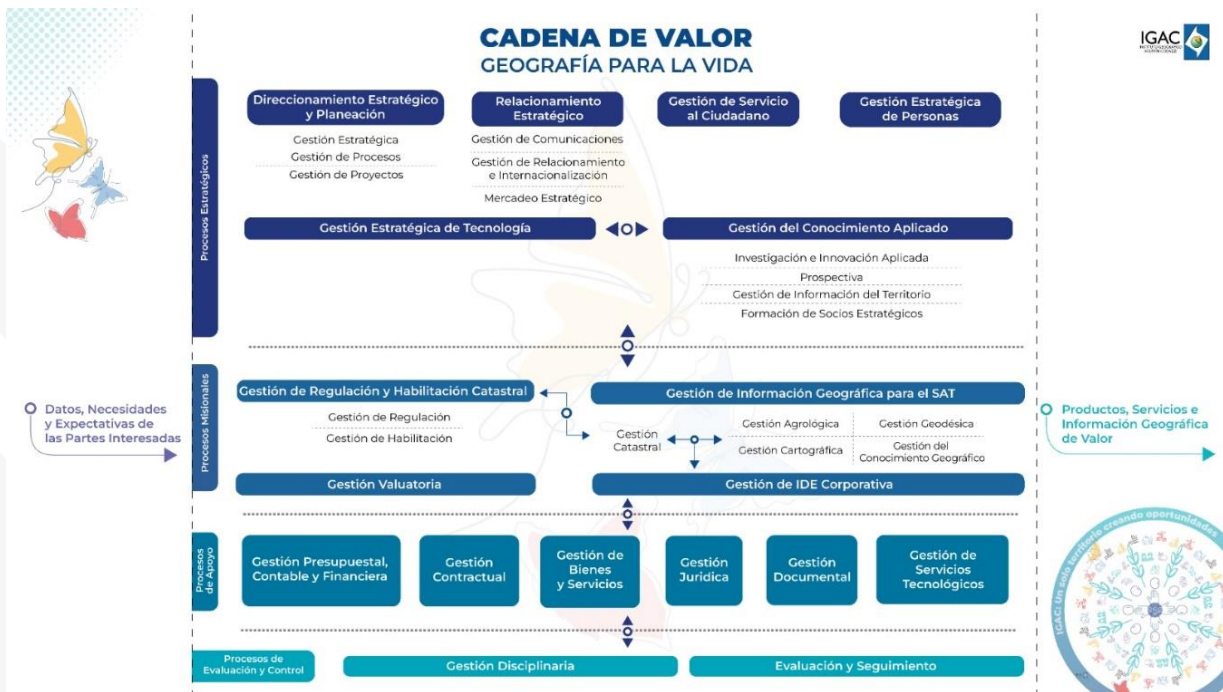 CADENA DE VALOR
GEOGRAFÍA PARA LA VIDA
IGAC
Procesos Estratégicos
Direccionamiento Estratégico
y Planeación
Gestión Estratégica
Gestión de Procesos
Gestión de Proyectos
Relacionamiento
Estratégico
Gestión de Comunicaciones
Gestión de Relacionamiento
e Internacionalización
Mercadeo Estratégico
Gestión de Servicio
al Ciudadano
Gestión Estratégica
de Personas
Gestión Estratégica de Tecnología
Gestión del Conocimiento Aplicado
Investigación e Innovación Aplicada
Prospectiva
Gestión de Información del Territorio
Formación de Socios Estratégicos
Datos, Necesidades
y Expectativas de
las Partes Interesadas
Procesos Misionales
Gestión de Regulación y Habilitación Catastral
Gestión de Regulación
Gestión de Habilitación
Gestión de Información Geográfica para el SAT
Gestión
Catastral
Gestión Agrológica
Gestión Geodésica
Gestión Cartográfica
Gestión del
Conocimiento Geográfico
Gestión Valuatoria
Gestión de IDE Corporativa
Productos, Servicios e
Información Geográfica
de Valor
Procesos
de Apoyo
Gestión Presupuestal,
Contable y Financiera
Gestión
Contractual
Gestión de
Bienes
y Servicios
Gestión
Juridica
Gestión
Documental
Gestión de
Servicios
Tecnológicos
Procesos de
Evaluación y Control
Gestión Disciplinaria
Evaluación y Seguimiento
IGAC: Un solo territorio creando oportunidades